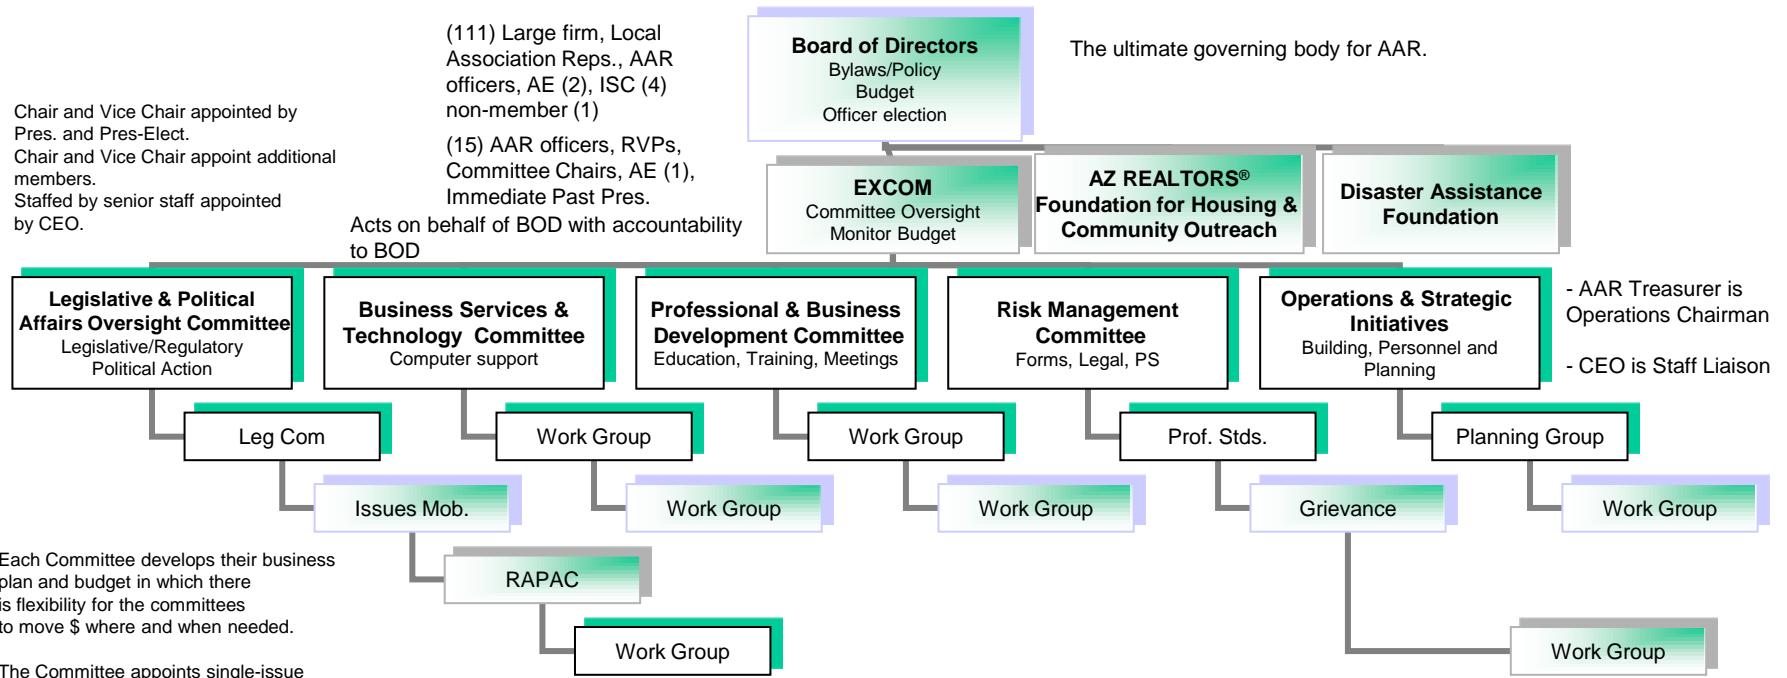 (111) Large firm, Local
Association Reps., AAR
officers, AE (2), ISC (4)
non-member (1)
Board of Directors
Bylaws/Policy
Budget
Officer election
The ultimate governing body for AAR.
Chair and Vice Chair appointed by
Pres. and Pres-Elect.
Chair and Vice Chair appoint additional
members.
Staffed by senior staff appointed
by CEO.
(15) AAR officers, RVPs,
Committee Chairs, AE (1),
Immediate Past Pres.
Acts on behalf of BOD with accountability
to BOD
EXCOM
Committee Oversight
Monitor Budget
AZ REALTORS®
Foundation for Housing &
Community Outreach
Disaster Assistance
Foundation
Legislative & Political
Affairs Oversight Committee
Legislative/Regulatory
Political Action
Business Services &
Technology Committee
Computer support
Professional & Business
Development Committee
Education, Training, Meetings
Risk Management
Committee
Forms, Legal, PS
Operations & Strategic
Initiatives
Building, Personnel and
Planning
- AAR Treasurer is
Operations Chairman
- CEO is Staff Liaison
Leg Com
Work Group
Work Group
Prof. Stds.
Planning Group
Issues Mob.
Work Group
Work Group
Grievance
Work Group
Each Committee develops their business
plan and budget in which there
is flexibility for the committees
to move $ where and when needed.
RAPAC
Work Group
Work Group
The Committee appoints single-issue